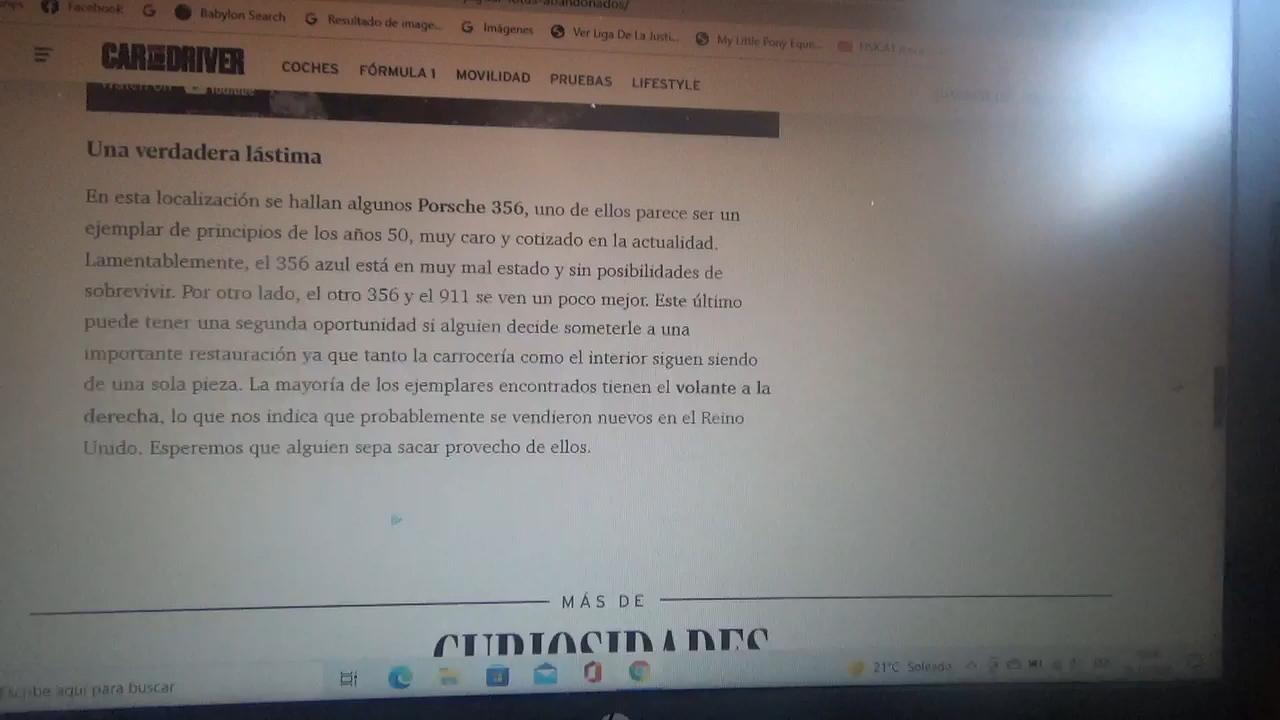 Facebook G Babylon Search G Resultado de image... G Imágenes Ver Liga De La Justi... My Little Pony Eque...
CAR AND DRIVER COCHES FÓRMULA 1 MOVILIDAD PRUEBAS LIFESTYLE
Una verdadera lástima
En esta localización se hallan algunos Porsche 356, uno de ellos parece ser un
ejemplar de principios de los años 50, muy caro y cotizado en la actualidad.
Lamentablemente, el 356 azul está en muy mal estado y sin posibilidades de
sobrevivir. Por otro lado, el otro 356 y el 911 se ven un poco mejor. Este último
puede tener una segunda oportunidad si alguien decide someterle a una
importante restauración ya que tanto la carrocería como el interior siguen siendo
de una sola pieza. La mayoría de los ejemplares encontrados tienen el volante a la
derecha, lo que nos indica que probablemente se vendieron nuevos en el Reino
Unido. Esperemos que alguien sepa sacar provecho de ellos.
MÁS DE
CURIOSIDADES
Escribe aquí para buscar 21°C Soleado